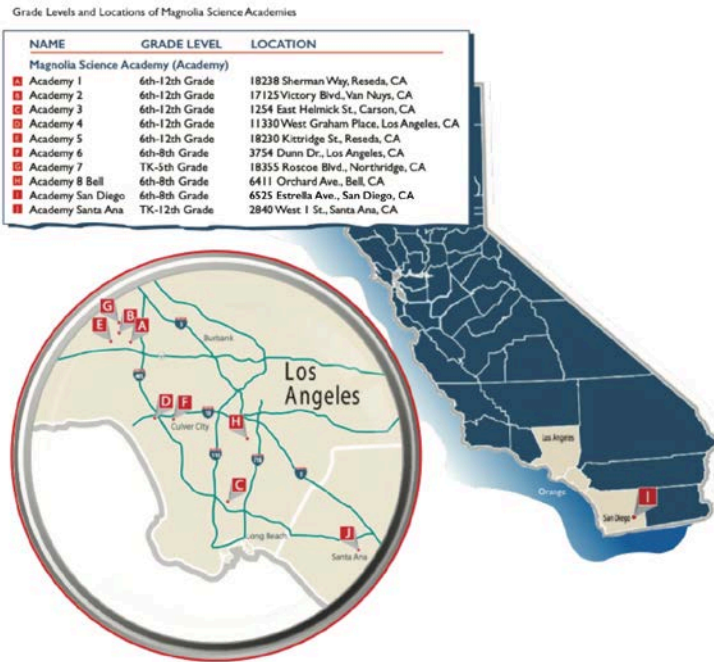 Grade Levels and Locations of Magnolia Science Academies
NAME GRADE LEVEL LOCATION
Magnolia Science Academy (Academy)
A Academy 1 6th-12th Grade 18238 Sherman Way, Reseda, CA
B Academy 2 6th-12th Grade 17125 Victory Blvd., Van Nuys, CA
C Academy 3 6th-12th Grade 1254 East Helmick St., Carson, CA
D Academy 4 6th-12th Grade 11330 West Graham Place, Los Angeles, CA
E Academy 5 6th-12th Grade 18230 Kittridge St., Reseda, CA
F Academy 6 6th-8th Grade 3754 Dunn Dr., Los Angeles, CA
G Academy 7 TK-5th Grade 18355 Roscoe Blvd., Northridge, CA
H Academy 8 Bell 6th-8th Grade 6411 Orchard Ave., Bell, CA
I Academy San Diego 6th-8th Grade 6525 Estrella Ave., San Diego, CA
J Academy Santa Ana TK-12th Grade 2840 West 1 St., Santa Ana, CA
G
B
E
A
5
Burbank
405
Los
Angeles
D F
10
Culver City
H
110
710
5
C
Long Beach
J
Santa Ana
Los Angeles
Orange
San Diego
I